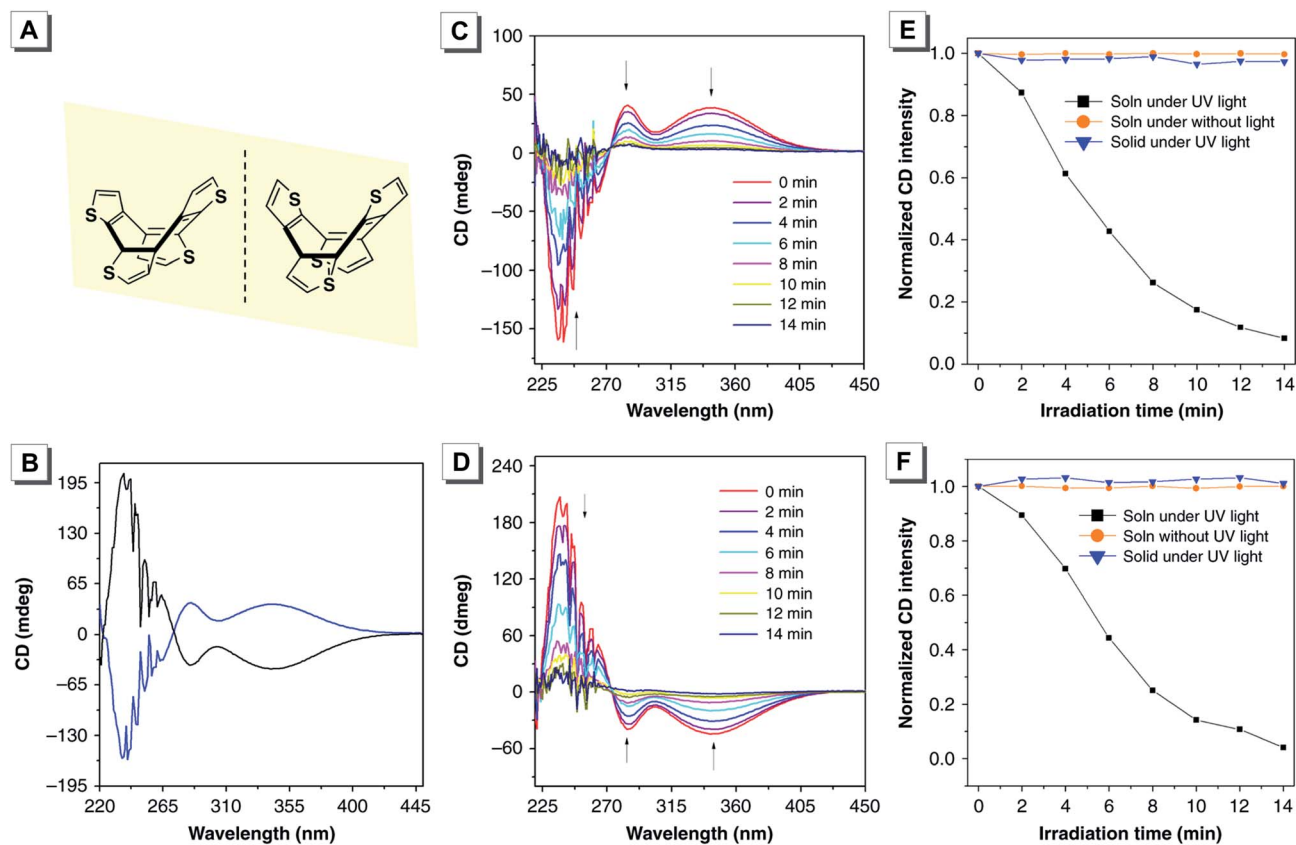 A
S
S
S
S
S
S
S
S
B
CD (mdeg)
195
130
65
0
−65
−130
−195
220
265
310
355
400
445
Wavelength (nm)
C
CD (mdeg)
100
50
0
−50
−100
−150
0 min
2 min
4 min
6 min
8 min
10 min
12 min
14 min
225
270
315
360
405
450
Wavelength (nm)
D
CD (dmeg)
240
180
120
60
0
−60
0 min
2 min
4 min
6 min
8 min
10 min
12 min
14 min
225
270
315
360
405
450
Wavelength (nm)
E
Normalized CD intensity
1.0
0.8
0.6
0.4
0.2
0.0
Soln under UV light
Soln under without light
Solid under UV light
0
2
4
6
8
10
12
14
Irradiation time (min)
F
Normalized CD intensity
1.0
0.8
0.6
0.4
0.2
0.0
Soln under UV light
Soln without UV light
Solid under UV light
0
2
4
6
8
10
12
14
Irradiation time (min)